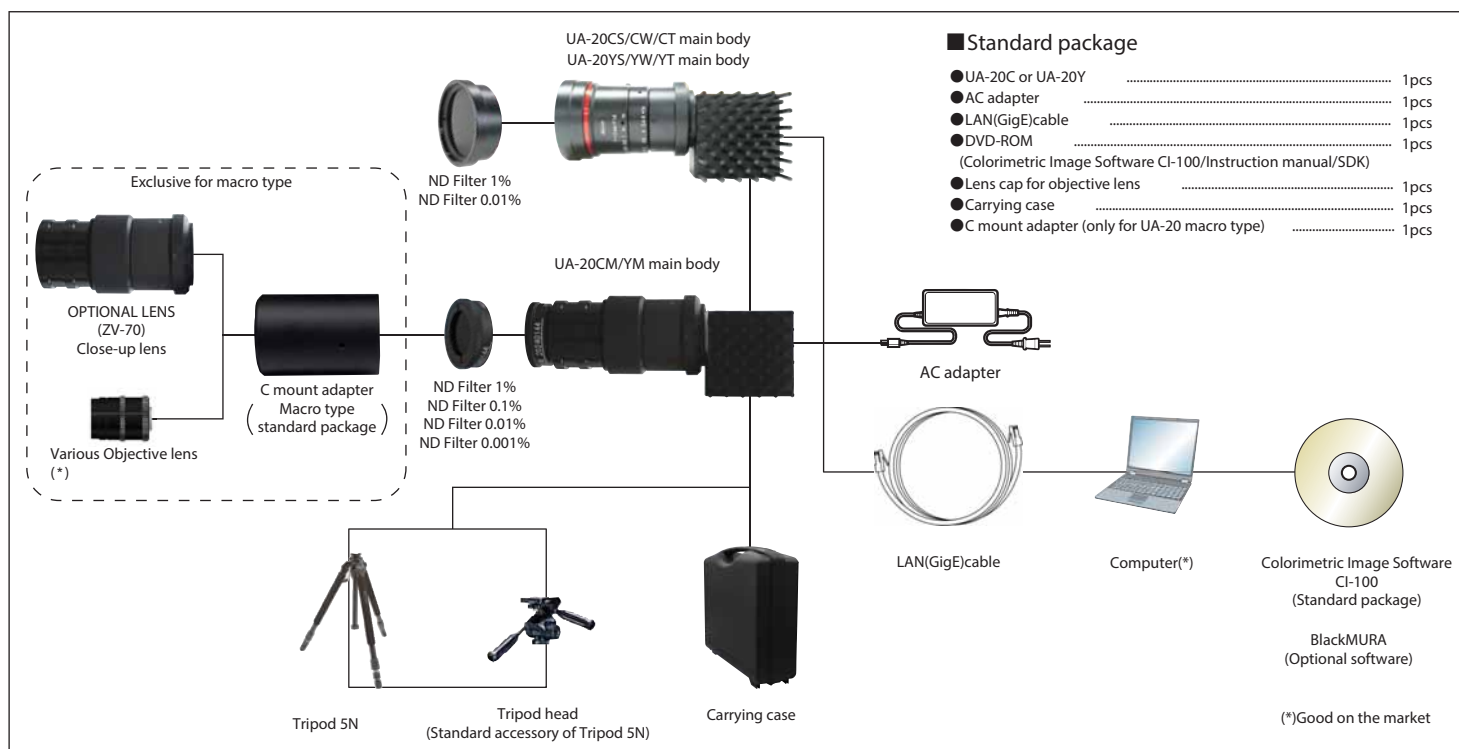 UA-20CS/CW/CT main body
UA-20YS/YW/YT main body
■Standard package
●UA-20C or UA-20Y ................................ 1pcs
●AC adapter ................................ 1pcs
●LAN(GigE)cable ................................ 1pcs
●DVD-ROM ................................ 1pcs
(Colorimetric Image Software CI-100/Instruction manual/SDK)
●Lens cap for objective lens ................................ 1pcs
●Carrying case ................................ 1pcs
●C mount adapter (only for UA-20 macro type) ................................ 1pcs
ND Filter 1%
ND Filter 0.01%
Exclusive for macro type
OPTIONAL LENS
(ZV-70)
Close-up lens
C mount adapter
Macro type
standard package
Various Objective lens
(*)
UA-20CM/YM main body
ND Filter 1%
ND Filter 0.1%
ND Filter 0.01%
ND Filter 0.001%
AC adapter
LAN(GigE)cable
Computer(*)
Colorimetric Image Software
CI-100
(Standard package)
BlackMURA
(Optional software)
Tripod 5N
Tripod head
(Standard accessory of Tripod 5N)
Carrying case
(*)Good on the market